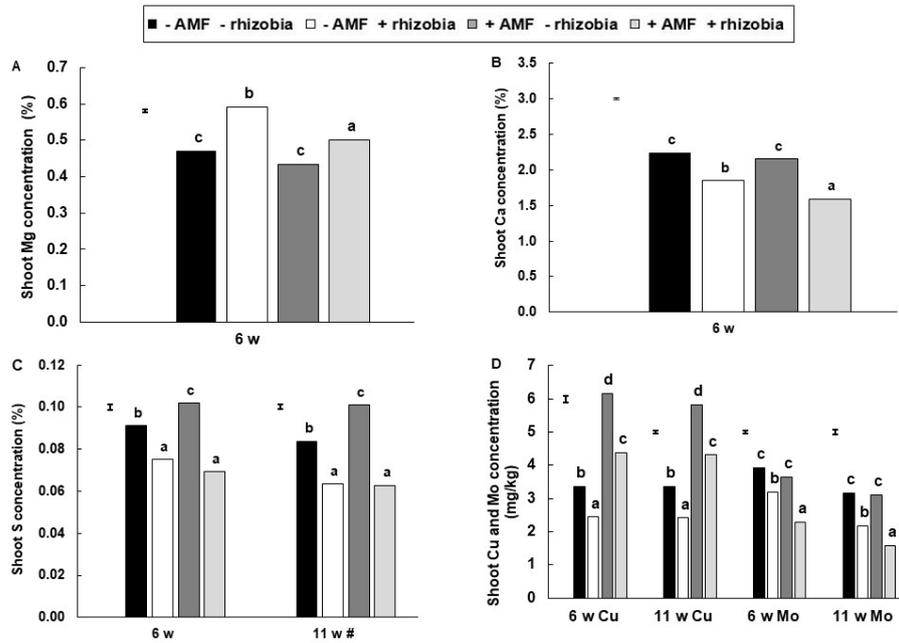 - AMF - rhizobia - AMF + rhizobia + AMF - rhizobia + AMF + rhizobia
A
Shoot Mg concentration (%)
0.7
0.6
0.5
0.4
0.3
0.2
0.1
0.0
c
b
c
a
6 w
B
Shoot Ca concentration (%)
3.5
3.0
2.5
2.0
1.5
1.0
0.5
0.0
c
b
c
a
6 w
C
Shoot S concentration (%)
0.12
0.10
0.08
0.06
0.04
0.02
0.00
b
a
c
a
b
a
c
a
6 w
11 w #
D
Shoot Cu and Mo concentration
(mg/kg)
7
6
5
4
3
2
1
0
b
a
d
c
b
a
d
c
c
b
c
a
c
b
c
a
6 w Cu
11 w Cu
6 w Mo
11 w Mo